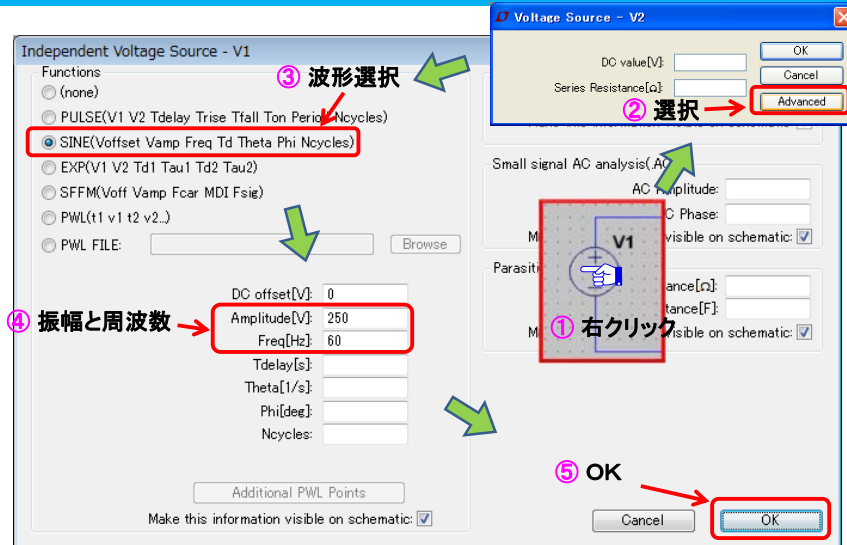 Voltage Source - V2
DC value[V]:
Series Resistance[Ω]:
OK
Cancel
Advanced
② 選択
Independent Voltage Source - V1
③ 波形選択
Functions
(none)
PULSE(V1 V2 Tdelay Trise Tfall Ton Period Ncycles)
SINE(Voffset Vamp Freq Td Theta Phi Ncycles)
EXP(V1 V2 Td1 Tau1 Td2 Tau2)
SFFM(Voff Vamp Fcar MDI Fsig)
PWL(t1 v1 t2 v2...)
PWL FILE:
Browse
DC offset[V]: 0
④ 振幅と周波数
Amplitude[V]: 250
Freq[Hz]: 60
Tdelay[s]:
Theta[1/s]:
Phi[deg]:
Ncycles:
Additional PWL Points
Make this information visible on schematic:
Small signal AC analysis(.AC)
AC Amplitude:
C Phase:
visible on schematic:
V1
Parasiti
ance[Ω]:
tance[F]:
① 右クリック
visible on schematic:
⑤ OK
Cancel
OK